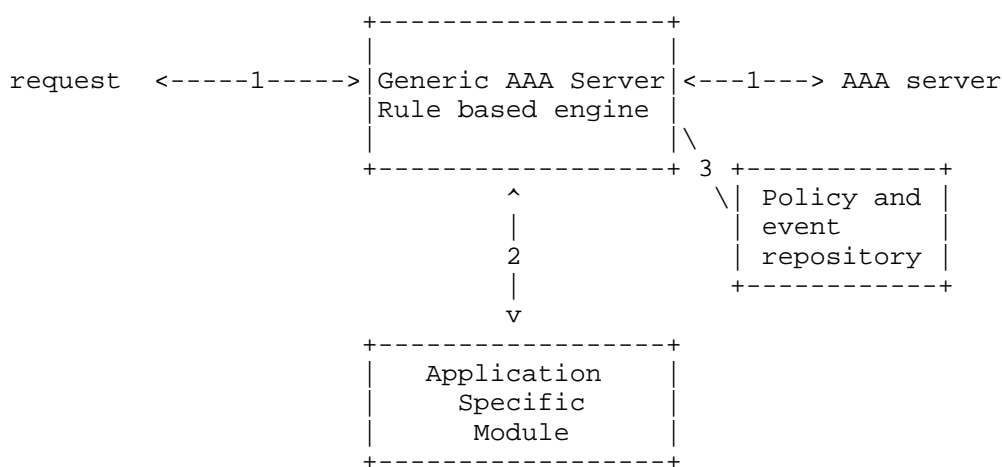 request <-----1-----> Generic AAA Server <---1---> AAA server
Rule based engine
3
Policy and
event
2
repository
Application
Specific
Module